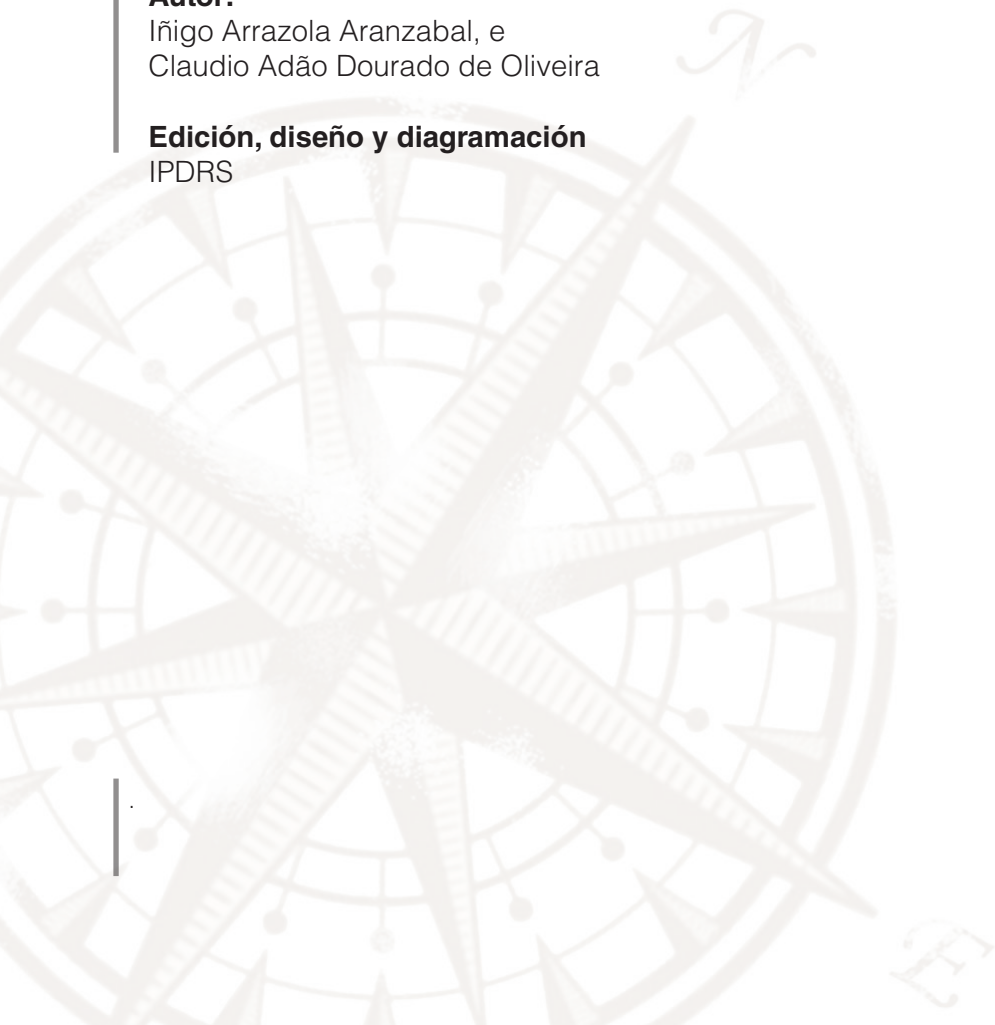 Autor:
Iñigo Arrazola Aranzabal, e
Claudio Adão Dourado de Oliveira
Edición, diseño y diagramación
IPDRS
N
.
E